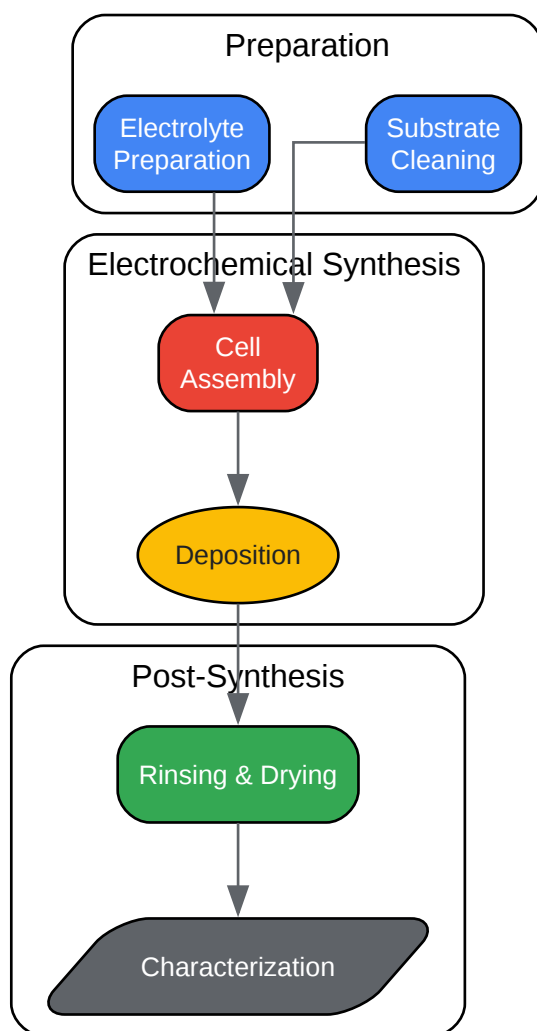 Preparation
Electrolyte
Preparation
Substrate
Cleaning
Electrochemical Synthesis
Cell
Assembly
Deposition
Post-Synthesis
Rinsing & Drying
Characterization